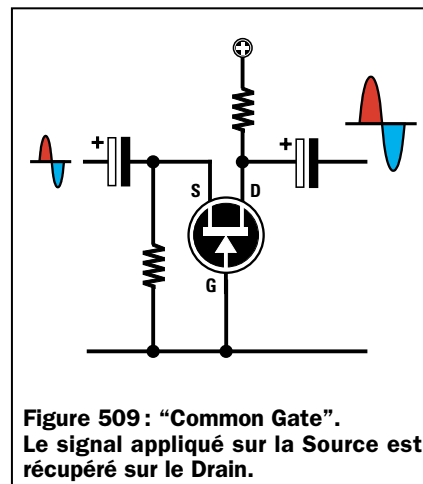 +
+
S D
G
Figure 509 : “Common Gate”.
Le signal appliqué sur la Source est
récupéré sur le Drain.